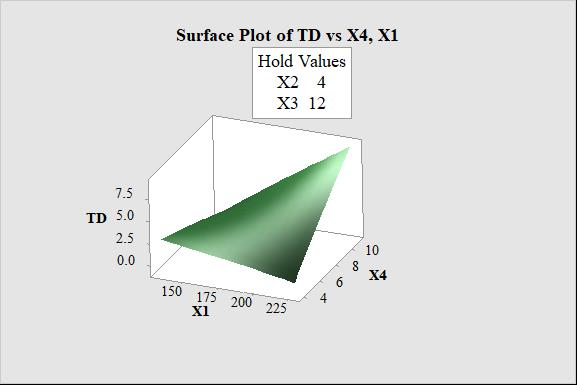 Surface Plot of TD vs X4, X1
Hold Values
X2 4
X3 12
7.5
TD 5.0
2.5
0.0
10
8 X4
6
4
150 175 200 225
X1